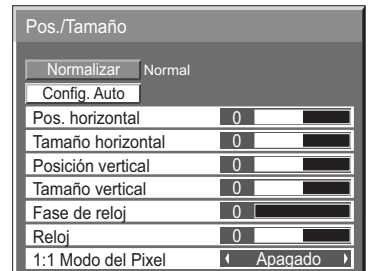 Pos./Tamaño
Normalizar Normal
Config. Auto
Pos. horizontal 0
Tamaño horizontal 0
Posición vertical 0
Tamaño vertical 0
Fase de reloj 0
Reloj 0
1:1 Modo del Pixel Apagado